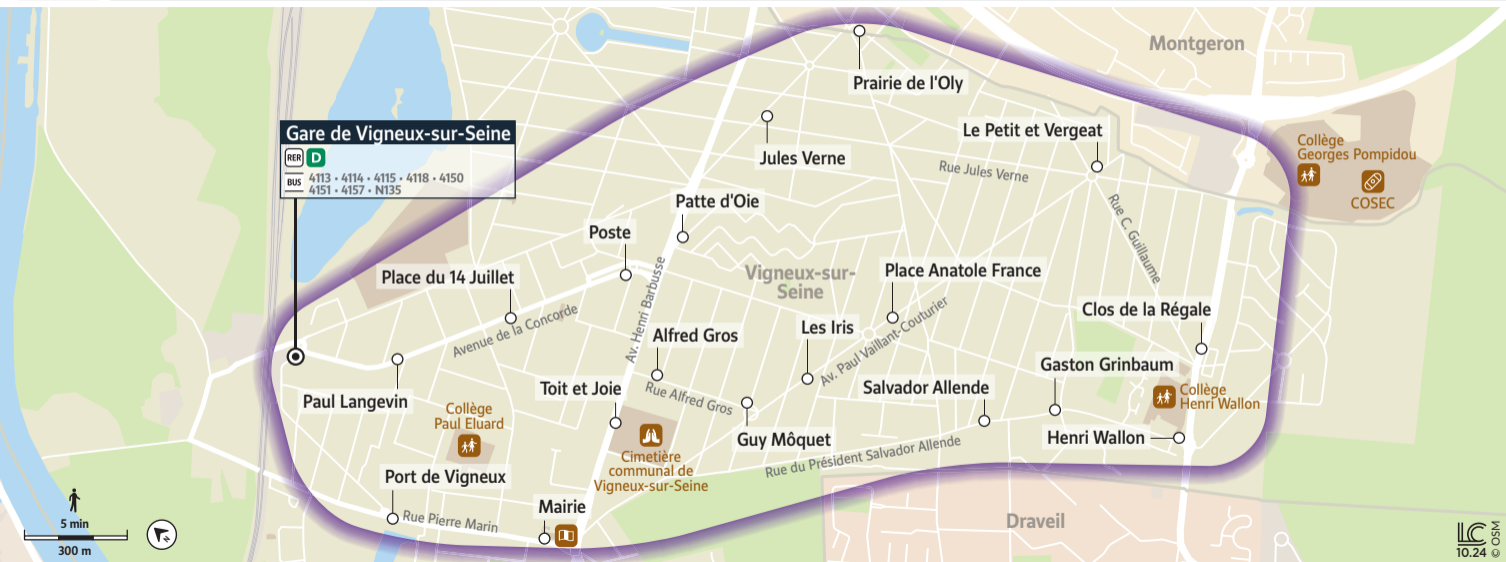 Montgeron
Prairie de l'Oly
Gare de Vigneux-sur-Seine
RER D
BUS 4113 • 4114 • 4115 • 4118 • 4150
4151 • 4157 • N135
Jules Verne
Le Petit et Vergeat
Rue Jules Verne
Collège
Georges Pompidou
COSEC
Rue C. Guillaume
Patte d'Oie
Poste
Place du 14 Juillet
Avenue de la Concorde
Av. Henri Barbusse
Vigneux-sur-
Seine
Place Anatole France
Clos de la Régale
Les Iris
Av. Paul Vaillant-Couturier
Alfred Gros
Rue Alfred Gros
Toit et Joie
Paul Langevin
Collège
Paul Eluard
Salvador Allende
Gaston Grinbaum
Collège
Henri Wallon
Henri Wallon
Guy Môquet
Rue du Président Salvador Allende
Cimetière
communal de
Vigneux-sur-Seine
Port de Vigneux
Rue Pierre Marin
Mairie
Draveil
5 min
300 m
LC
10.24
© OSM